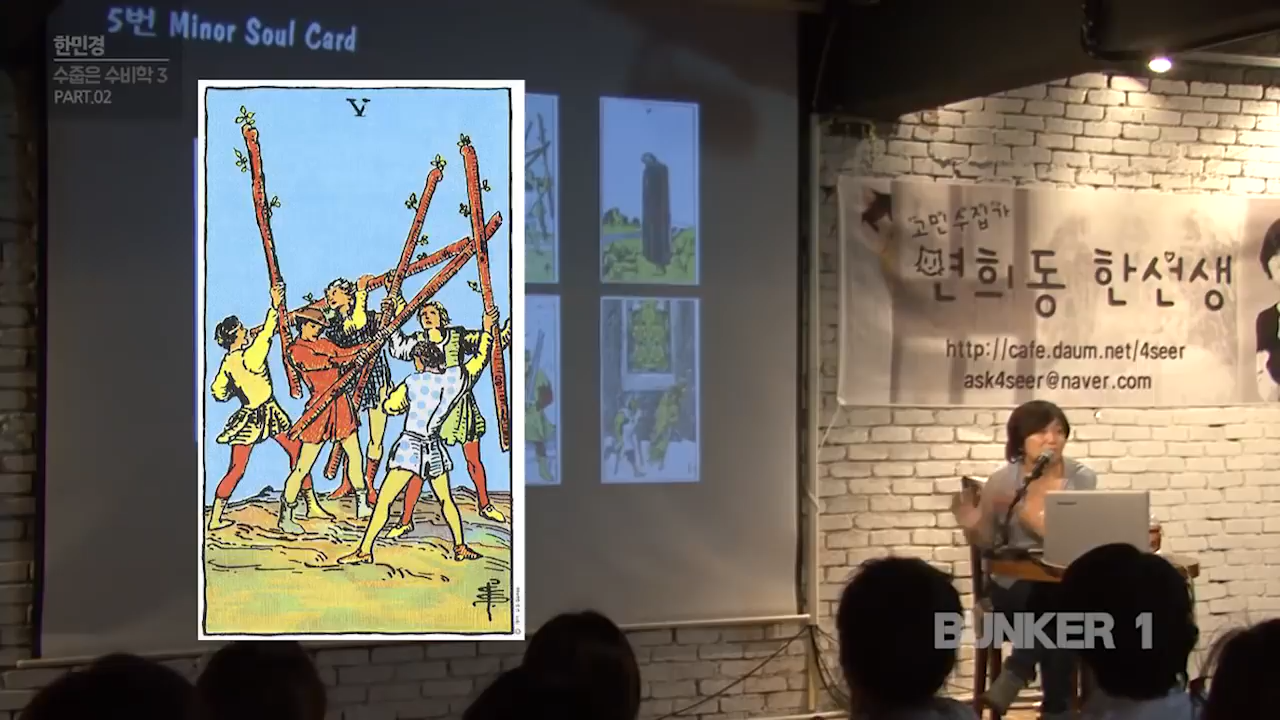 5번 Minor Soul Card
한민경
수줍은 수비학 3
PART.02
V
고민 수집가
연희동 한선생
http://cafe.daum.net/4seer
ask4seer@naver.com
BUNKER 1